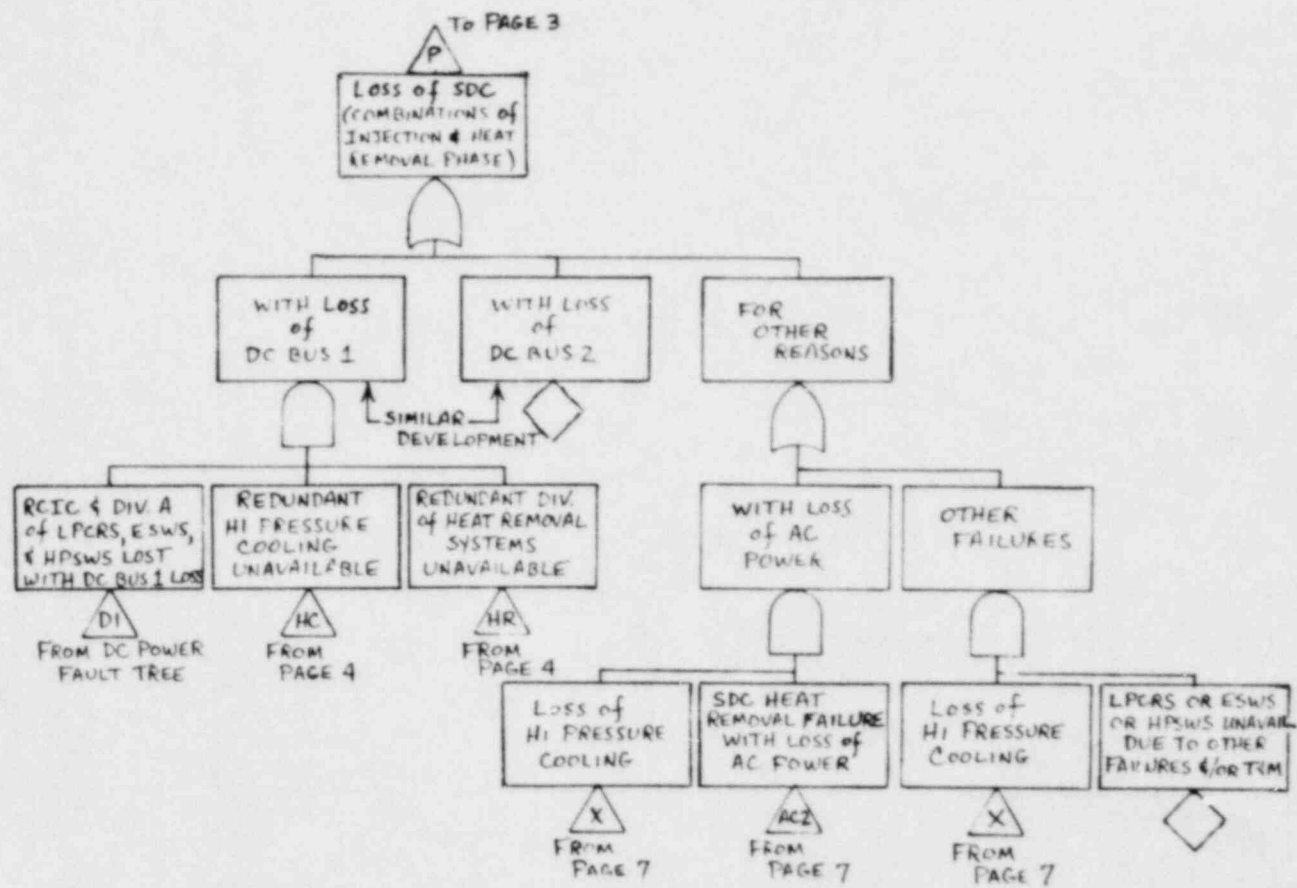 TO PAGE 3
P
LOSS of SDC
(COMBINATIONS of
INJECTION & HEAT
REMOVAL PHASE)
WITH LOSS
of
DC BUS 1
WITH LOSS
of
DC BUS 2
FOR
OTHER
REASONS
SIMILAR
DEVELOPMENT
RCIC & DIV. A
of LPCRS, ESWS,
& HPSWS LOST
WITH DC BUS 1 LOSS
REDUNDANT
HI PRESSURE
COOLING
UNAVAILABLE
REDUNDANT DIV.
of HEAT REMOVAL
SYSTEMS
UNAVAILABLE
WITH LOSS
of AC
POWER
OTHER
FAILURES
D1
FROM DC POWER
FAULT TREE
HC
FROM
PAGE 4
HR
FROM
PAGE 4
LOSS of
HI PRESSURE
COOLING
SDC HEAT
REMOVAL FAILURE
WITH LOSS of
AC POWER
LOSS of
HI PRESSURE
COOLING
LPCRS OR ESWS
OR HPSWS UNAVAIL
DUE TO OTHER
FAILURES &/OR T&M
X
FROM
PAGE 7
AC2
FROM
PAGE 7
X
FROM
PAGE 7